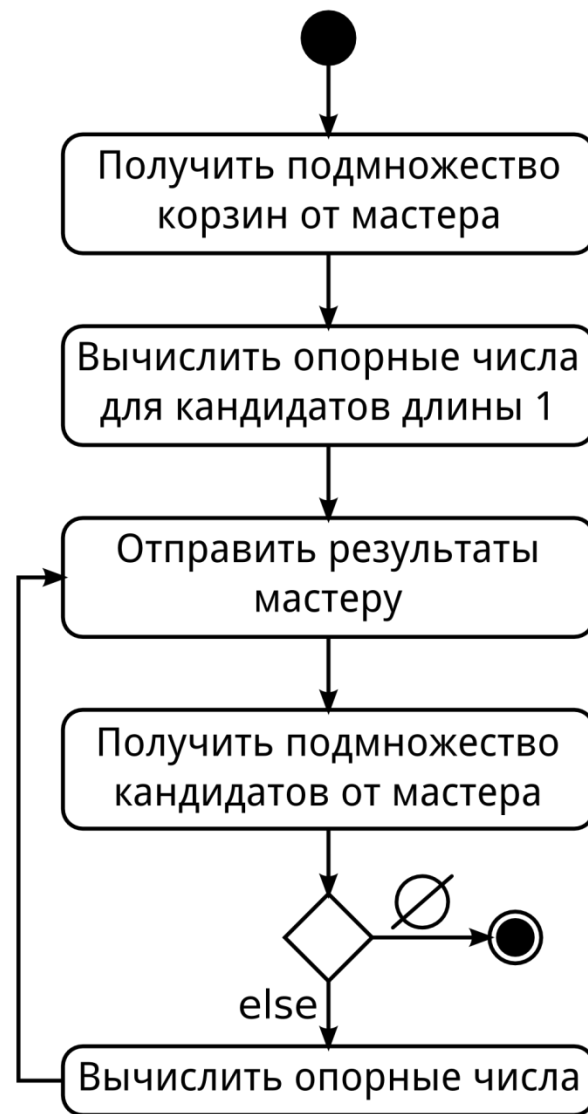 Получить подмножество
корзин от мастера
Вычислить опорные числа
для кандидатов длины 1
Отправить результаты
мастеру
Получить подмножество
кандидатов от мастера
∅
else
Вычислить опорные числа